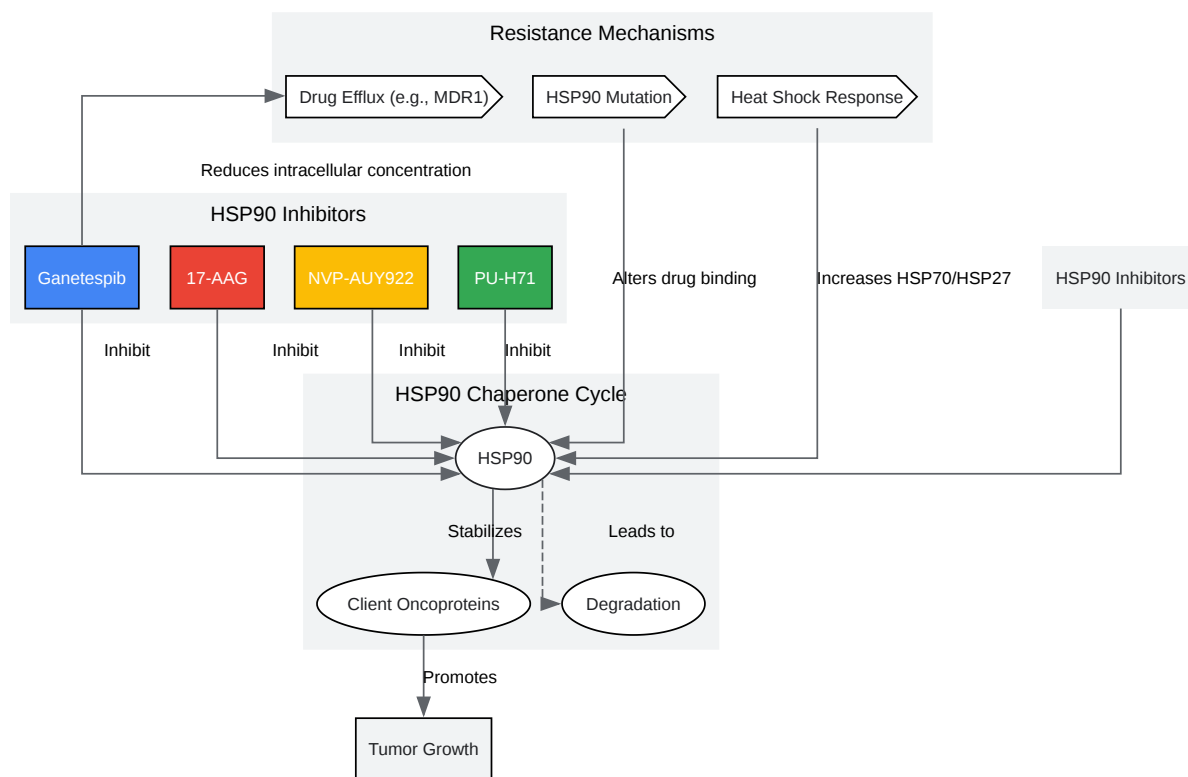 Resistance Mechanisms
Drug Efflux (e.g., MDR1)
HSP90 Mutation
Heat Shock Response
Reduces intracellular concentration
HSP90 Inhibitors
Ganetespib
17-AAG
NVP-AUY922
PU-H71
Alters drug binding
Increases HSP70/HSP27
HSP90 Inhibitors
Inhibit
Inhibit
Inhibit
Inhibit
HSP90 Chaperone Cycle
HSP90
Stabilizes
Leads to
Client Oncoproteins
Degradation
Promotes
Tumor Growth